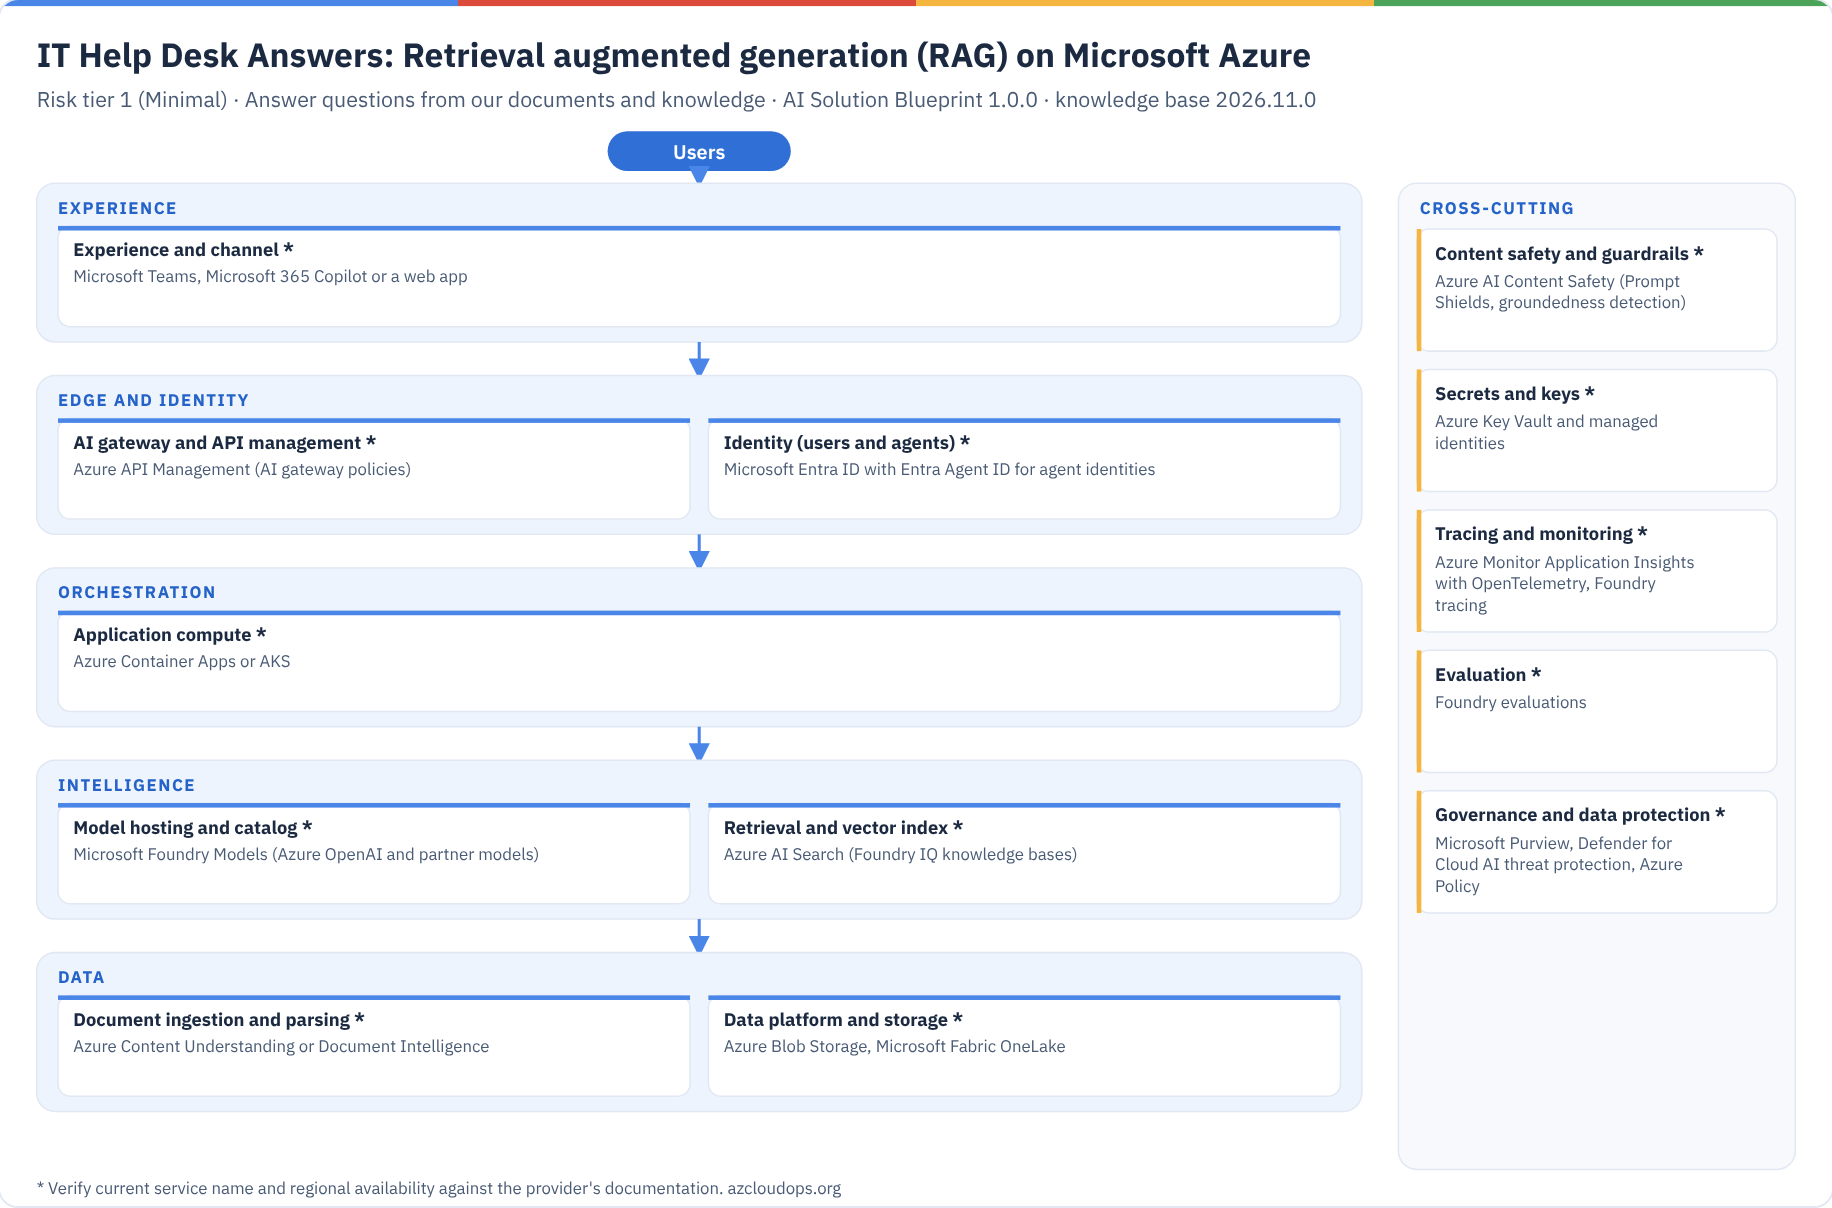 IT Help Desk Answers: Retrieval augmented generation (RAG) on Microsoft Azure
Risk tier 1 (Minimal) · Answer questions from our documents and knowledge · AI Solution Blueprint 1.0.0 · knowledge base 2026.11.0
Users
EXPERIENCE
Experience and channel *
Microsoft Teams, Microsoft 365 Copilot or a web app
EDGE AND IDENTITY
AI gateway and API management *
Azure API Management (AI gateway policies)
Identity (users and agents) *
Microsoft Entra ID with Entra Agent ID for agent identities
ORCHESTRATION
Application compute *
Azure Container Apps or AKS
INTELLIGENCE
Model hosting and catalog *
Microsoft Foundry Models (Azure OpenAI and partner models)
Retrieval and vector index *
Azure AI Search (Foundry IQ knowledge bases)
DATA
Document ingestion and parsing *
Azure Content Understanding or Document Intelligence
Data platform and storage *
Azure Blob Storage, Microsoft Fabric OneLake
CROSS-CUTTING
Content safety and guardrails *
Azure AI Content Safety (Prompt
Shields, groundedness detection)
Secrets and keys *
Azure Key Vault and managed
identities
Tracing and monitoring *
Azure Monitor Application Insights
with OpenTelemetry, Foundry
tracing
Evaluation *
Foundry evaluations
Governance and data protection *
Microsoft Purview, Defender for
Cloud AI threat protection, Azure
Policy
* Verify current service name and regional availability against the provider's documentation. azcloudops.org